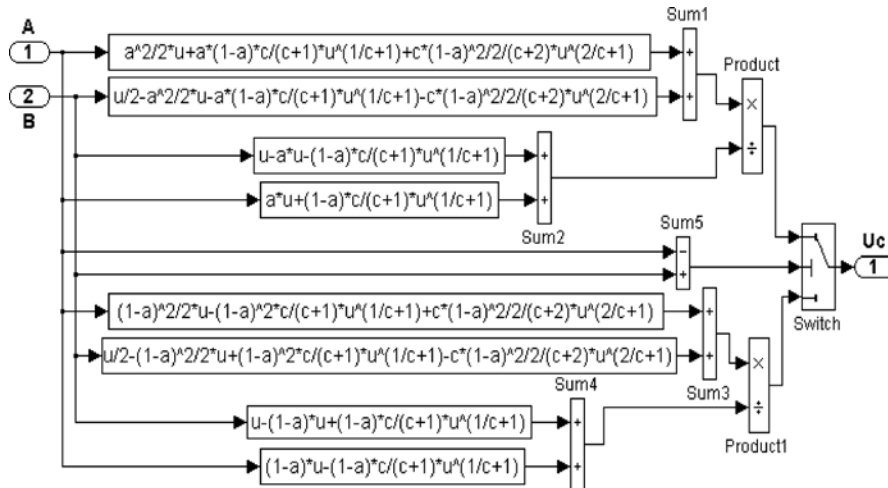 A
1
a^2/2*u+a*(1-a)*c/(c+1)*u^(1/c+1)+c*(1-a)^2/2/(c+2)*u^(2/c+1)
Sum1
+
+
Product
×
÷
2
B
u/2-a^2/2*u-a*(1-a)*c/(c+1)*u^(1/c+1)-c*(1-a)^2/2/(c+2)*u^(2/c+1)
u-a*u-(1-a)*c/(c+1)*u^(1/c+1)
+
a*u+(1-a)*c/(c+1)*u^(1/c+1)
+
Sum2
Sum5
−
+
Uc
1
Switch
(1-a)^2/2*u-(1-a)^2*c/(c+1)*u^(1/c+1)+c*(1-a)^2/2/(c+2)*u^(2/c+1)
+
u/2-(1-a)^2/2*u+(1-a)^2*c/(c+1)*u^(1/c+1)-c*(1-a)^2/2/(c+2)*u^(2/c+1)
+
Sum3
×
÷
Product1
Sum4
u-(1-a)*u+(1-a)*c/(c+1)*u^(1/c+1)
+
(1-a)*u-(1-a)*c/(c+1)*u^(1/c+1)
+